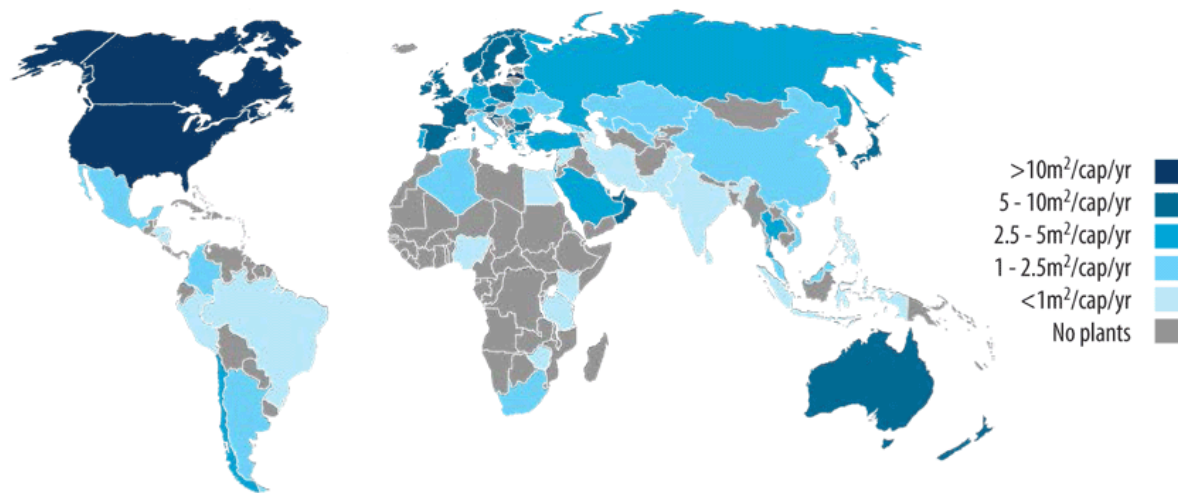 >10m²/cap/yr
5 - 10m²/cap/yr
2.5 - 5m²/cap/yr
1 - 2.5m²/cap/yr
<1m²/cap/yr
No plants